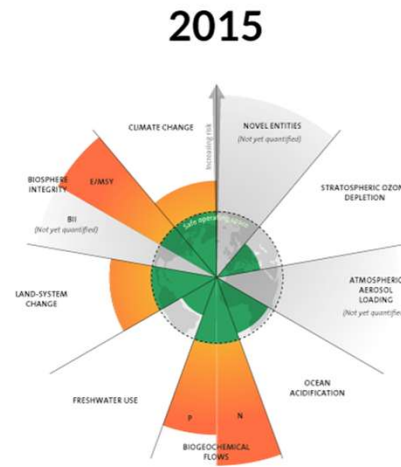 2015
CLIMATE CHANGE
Increasing risk
NOVEL ENTITIES
(Not yet quantified)
BIOSPHERE
INTEGRITY
E/MSY
STRATOSPHERIC OZON
DEPLETION
BII
(Not yet quantified)
Safe operating space
LAND-SYSTEM
CHANGE
ATMOSPHERIC
AEROSOL
LOADING
(Not yet quantified
FRESHWATER USE
OCEAN
ACIDIFICATION
P
N
BIOGEOCHEMICAL
FLOWS